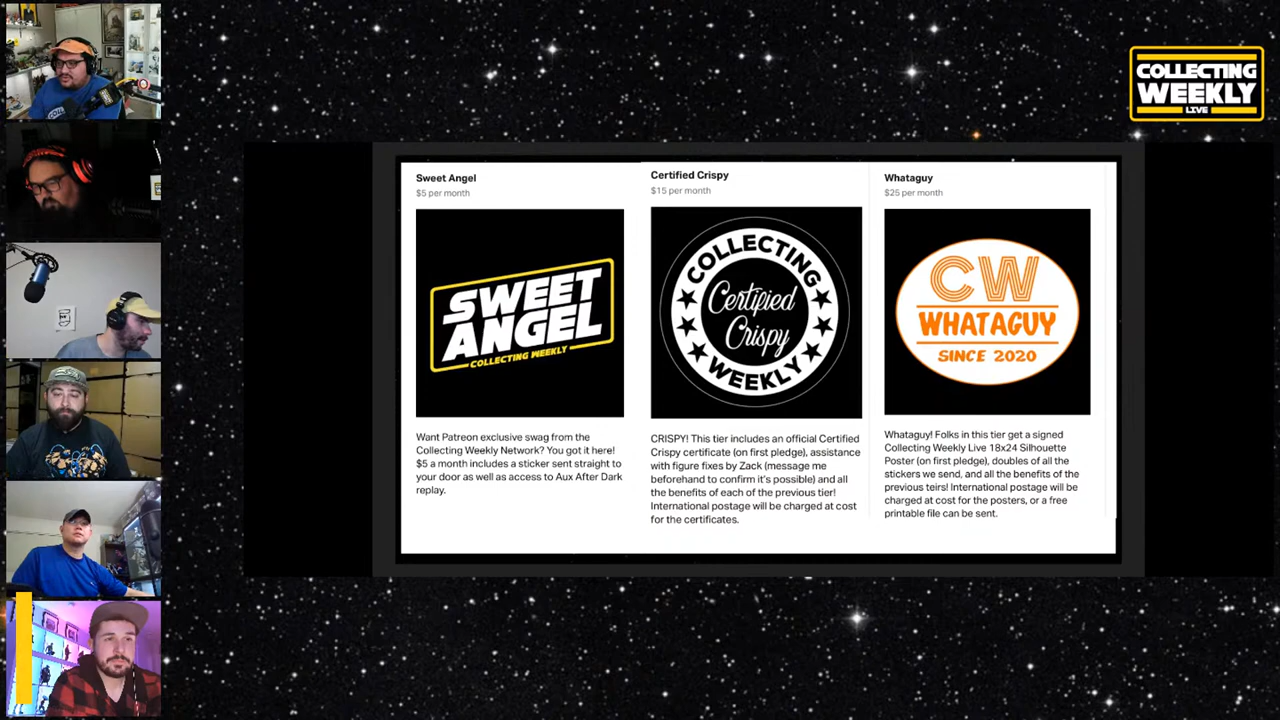 COLLECTING
WEEKLY
LIVE
Sweet Angel
$5 per month
SWEET
ANGEL
COLLECTING WEEKLY
Want Patreon exclusive swag from the
Collecting Weekly Network? You got it here!
$5 a month includes a sticker sent straight to
your door as well as access to Aux After Dark
replay.
Certified Crispy
$15 per month
COLLECTING
Certified
Crispy
WEEKLY
CRISPY! This tier includes an official Certified
Crispy certificate (on first pledge), assistance
with figure fixes by Zack (message me
beforehand to confirm it's possible) and all
the benefits of each of the previous tier!
International postage will be charged at cost
for the certificates.
Whataguy
$25 per month
CW
WHATAGUY
SINCE 2020
Whataguy! Folks in this tier get a signed
Collecting Weekly Live 18x24 Silhouette
Poster (on first pledge), doubles of all the
stickers we send, and all the benefits of the
previous teirs! International postage will be
charged at cost for the posters, or a free
printable file can be sent.